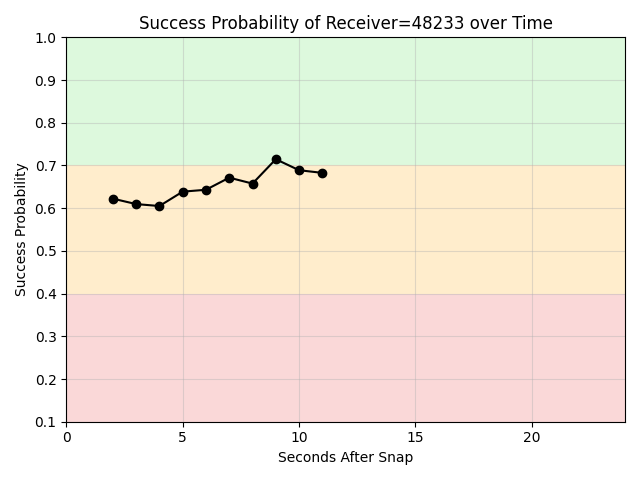 Success Probability of Receiver=48233 over Time
1.0
0.9
0.8
0.7
0.6
0.5
0.4
0.3
0.2
0.1
Success Probability
0 5 10 15 20
Seconds After Snap